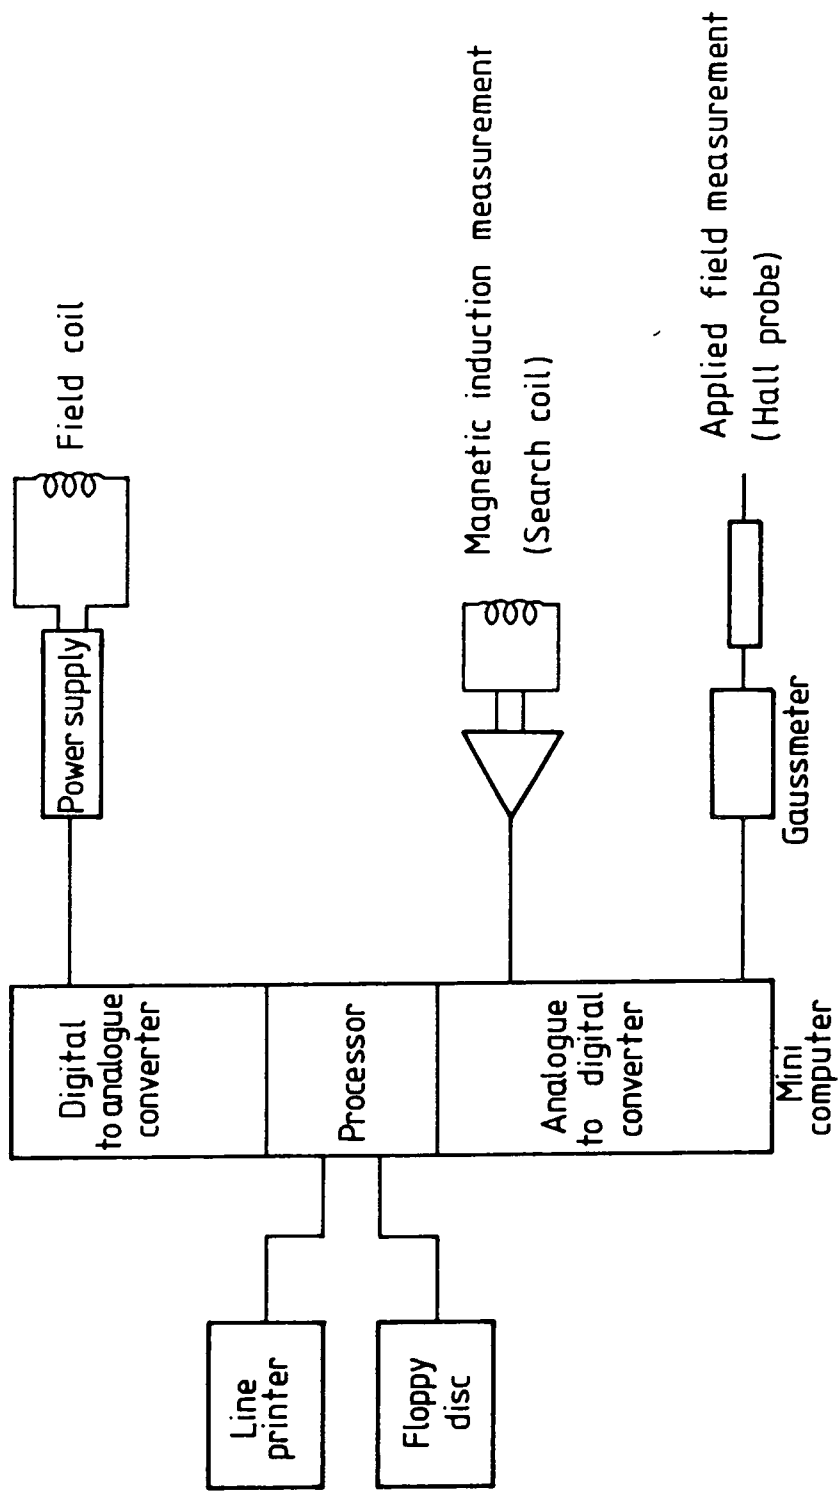 Line
printer
Floppy
disc
Digital
to analogue
converter
Processor
Analogue
to digital
converter
Mini
computer
Power supply
Field coil
Magnetic induction measurement
(Search coil)
Gaussmeter
Applied field measurement
(Hall probe)